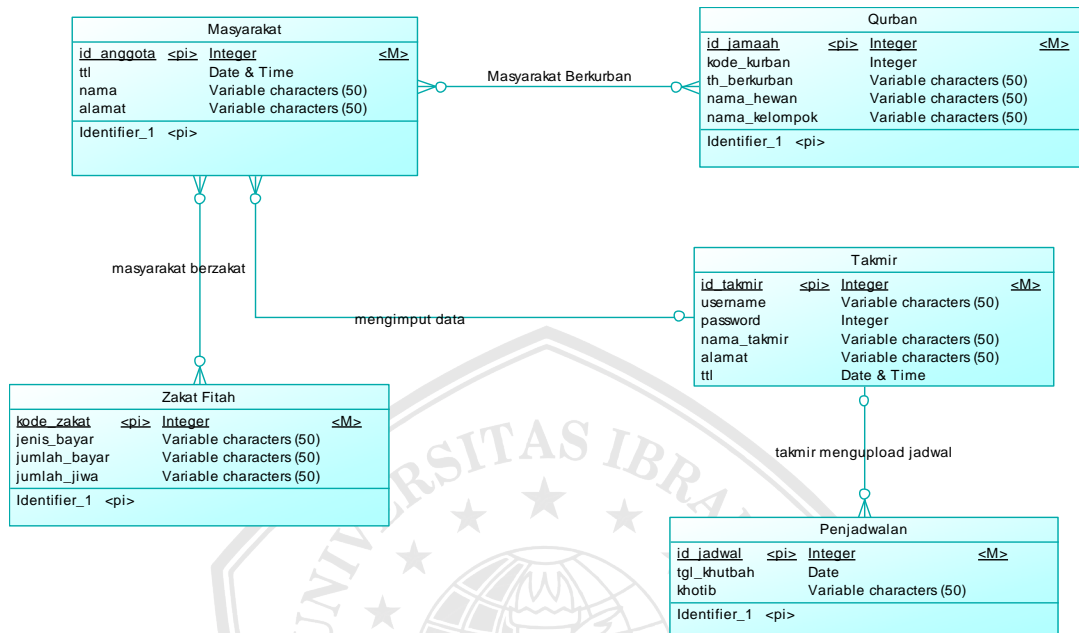 Masyarakat
id_anggota <pi> Integer <M>
ttl Date & Time
nama Variable characters (50)
alamat Variable characters (50)
Identifier_1 <pi>
Masyarakat Berkurban
Qurban
id_jamaah <pi> Integer <M>
kode_kurban Integer
th_berkurban Variable characters (50)
nama_hewan Variable characters (50)
nama_kelompok Variable characters (50)
Identifier_1 <pi>
masyarakat berzakat
mengimput data
Takmir
id_takmir <pi> Integer <M>
username Variable characters (50)
password Integer
nama_takmir Variable characters (50)
alamat Variable characters (50)
ttl Date & Time
Zakat Fitah
kode_zakat <pi> Integer <M>
jenis_bayar Variable characters (50)
jumlah_bayar Variable characters (50)
jumlah_jiwa Variable characters (50)
Identifier_1 <pi>
takmir mengupload jadwal
Penjadwalan
id_jadwal <pi> Integer <M>
tgl_khutbah Date
khotib Variable characters (50)
Identifier_1 <pi>